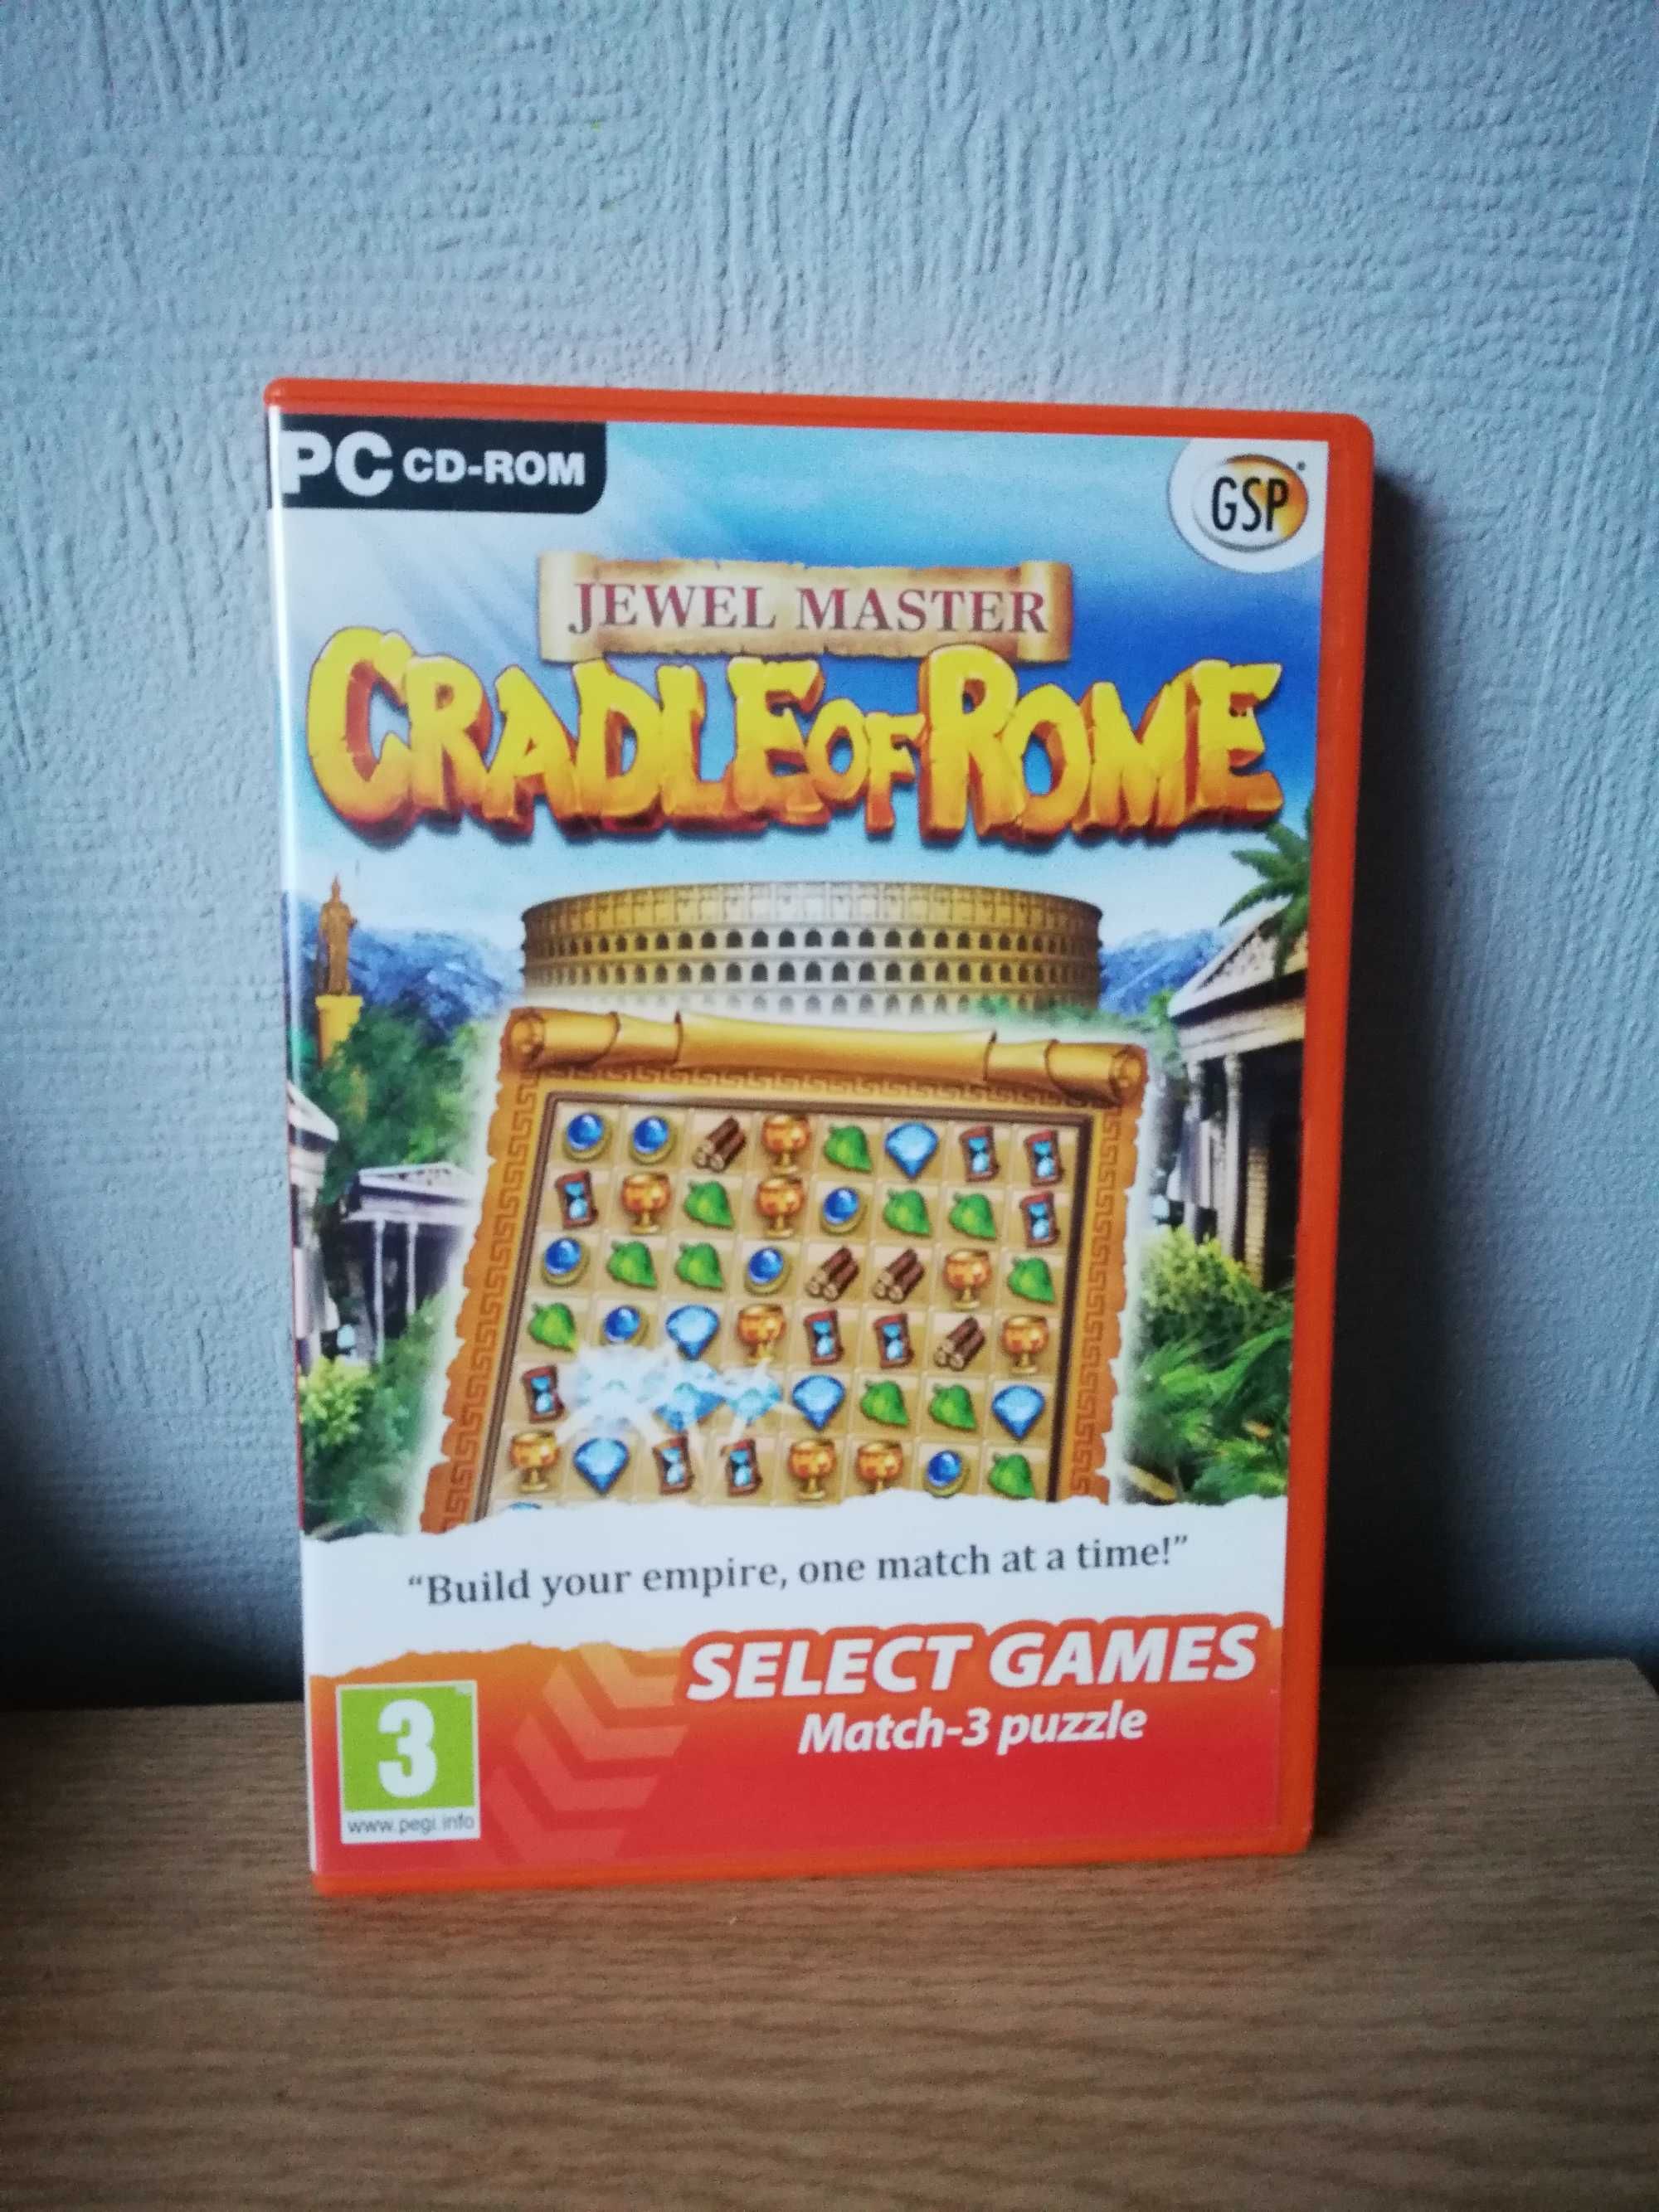 PC CD-ROM
GSP
JEWEL MASTER
CRADLE OF ROME
“Build your empire, one match at a time!”
SELECT GAMES
Match-3 puzzle
3
www.pegi.info